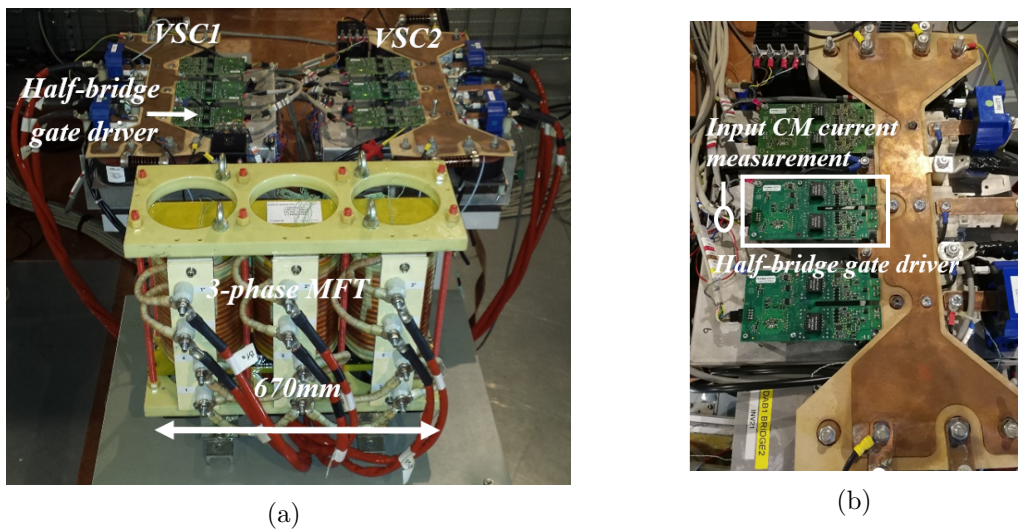 VSC1
VSC2
Half-bridge
gate driver
3-phase MFT
670mm
(a)
Input CM current
measurement
Half-bridge gate driver
DAB1 BRIDGE2
INV21
(b)